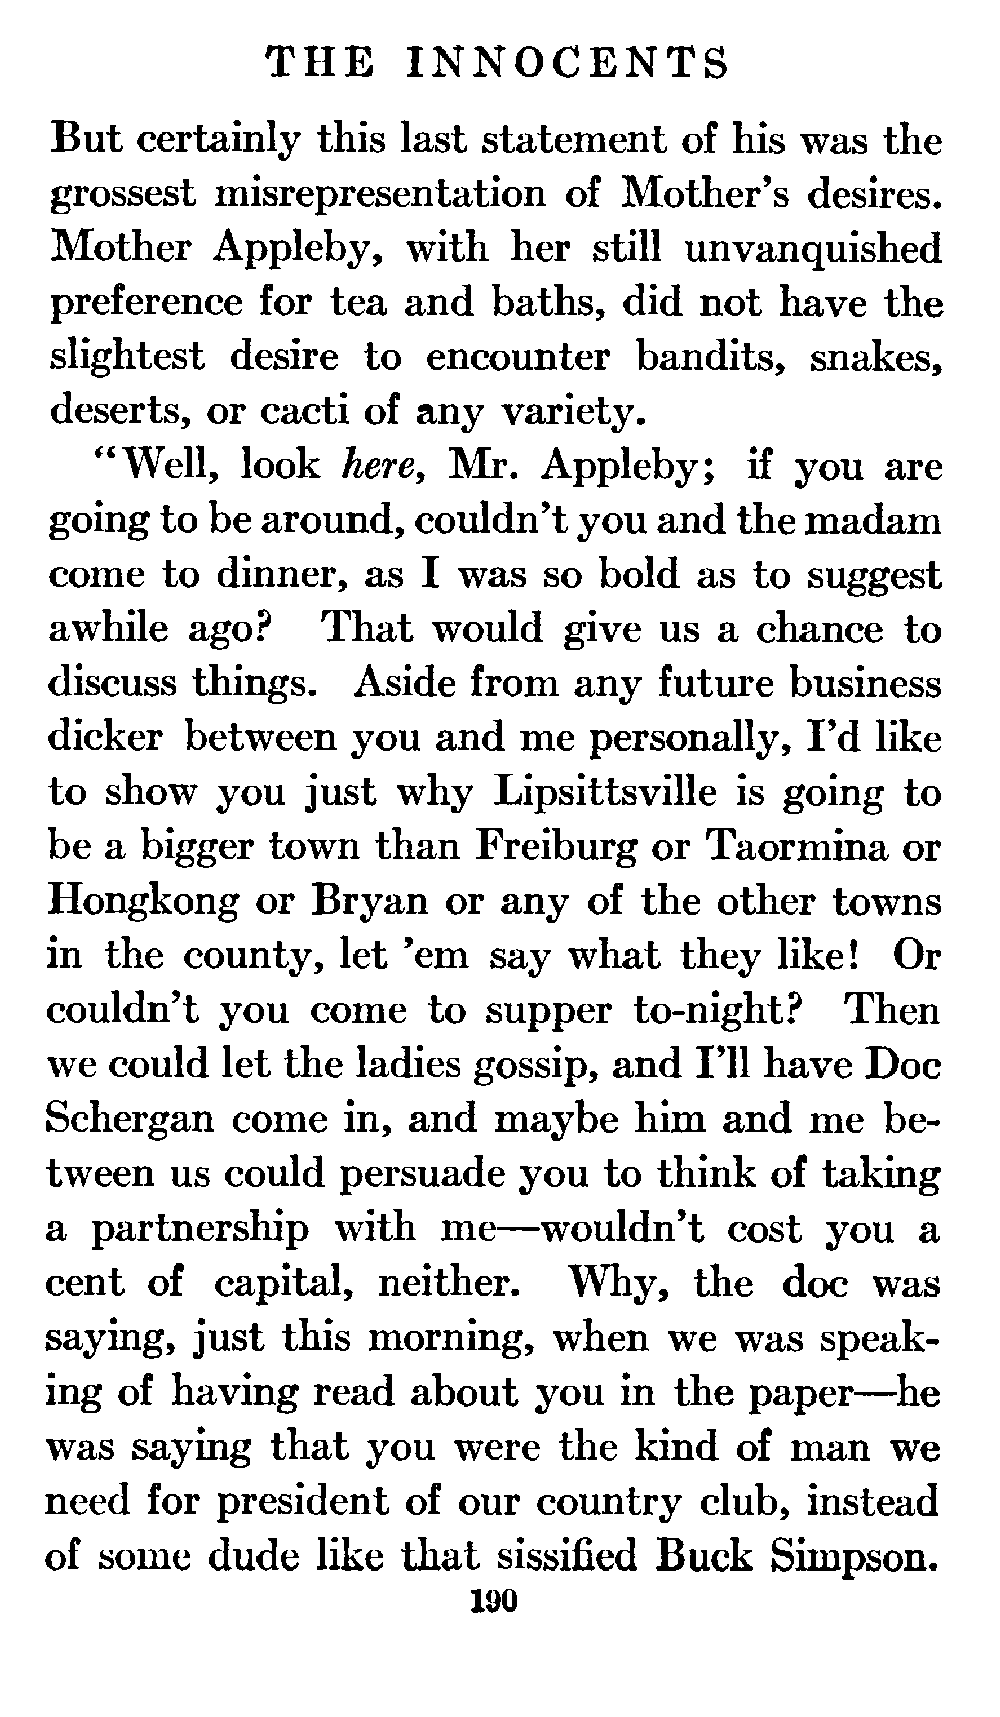 THE INNOCENTS
But certainly this last statement of his was the
grossest misrepresentation of Mother's desires.
Mother Appleby, with her still unvanquished
preference for tea and baths, did not have the
slightest desire to encounter bandits, snakes,
deserts, or cacti of any variety.
"Well, look here, Mr. Appleby; if you are
going to be around, couldn't you and the madam
come to dinner, as I was so bold as to suggest
awhile ago? That would give us a chance to
discuss things. Aside from any future business
dicker between you and me personally, I'd like
to show you just why Lipsittsville is going to
be a bigger town than Freiburg or Taormina or
Hongkong or Bryan or any of the other towns
in the county, let 'em say what they like! Or
couldn't you come to supper to-night? Then
we could let the ladies gossip, and I'll have Doc
Schergan come in, and maybe him and me be-
tween us could persuade you to think of taking
a partnership with me—wouldn't cost you a
cent of capital, neither. Why, the doc was
saying, just this morning, when we was speak-
ing of having read about you in the paper—he
was saying that you were the kind of man we
need for president of our country club, instead
of some dude like that sissified Buck Simpson.
190